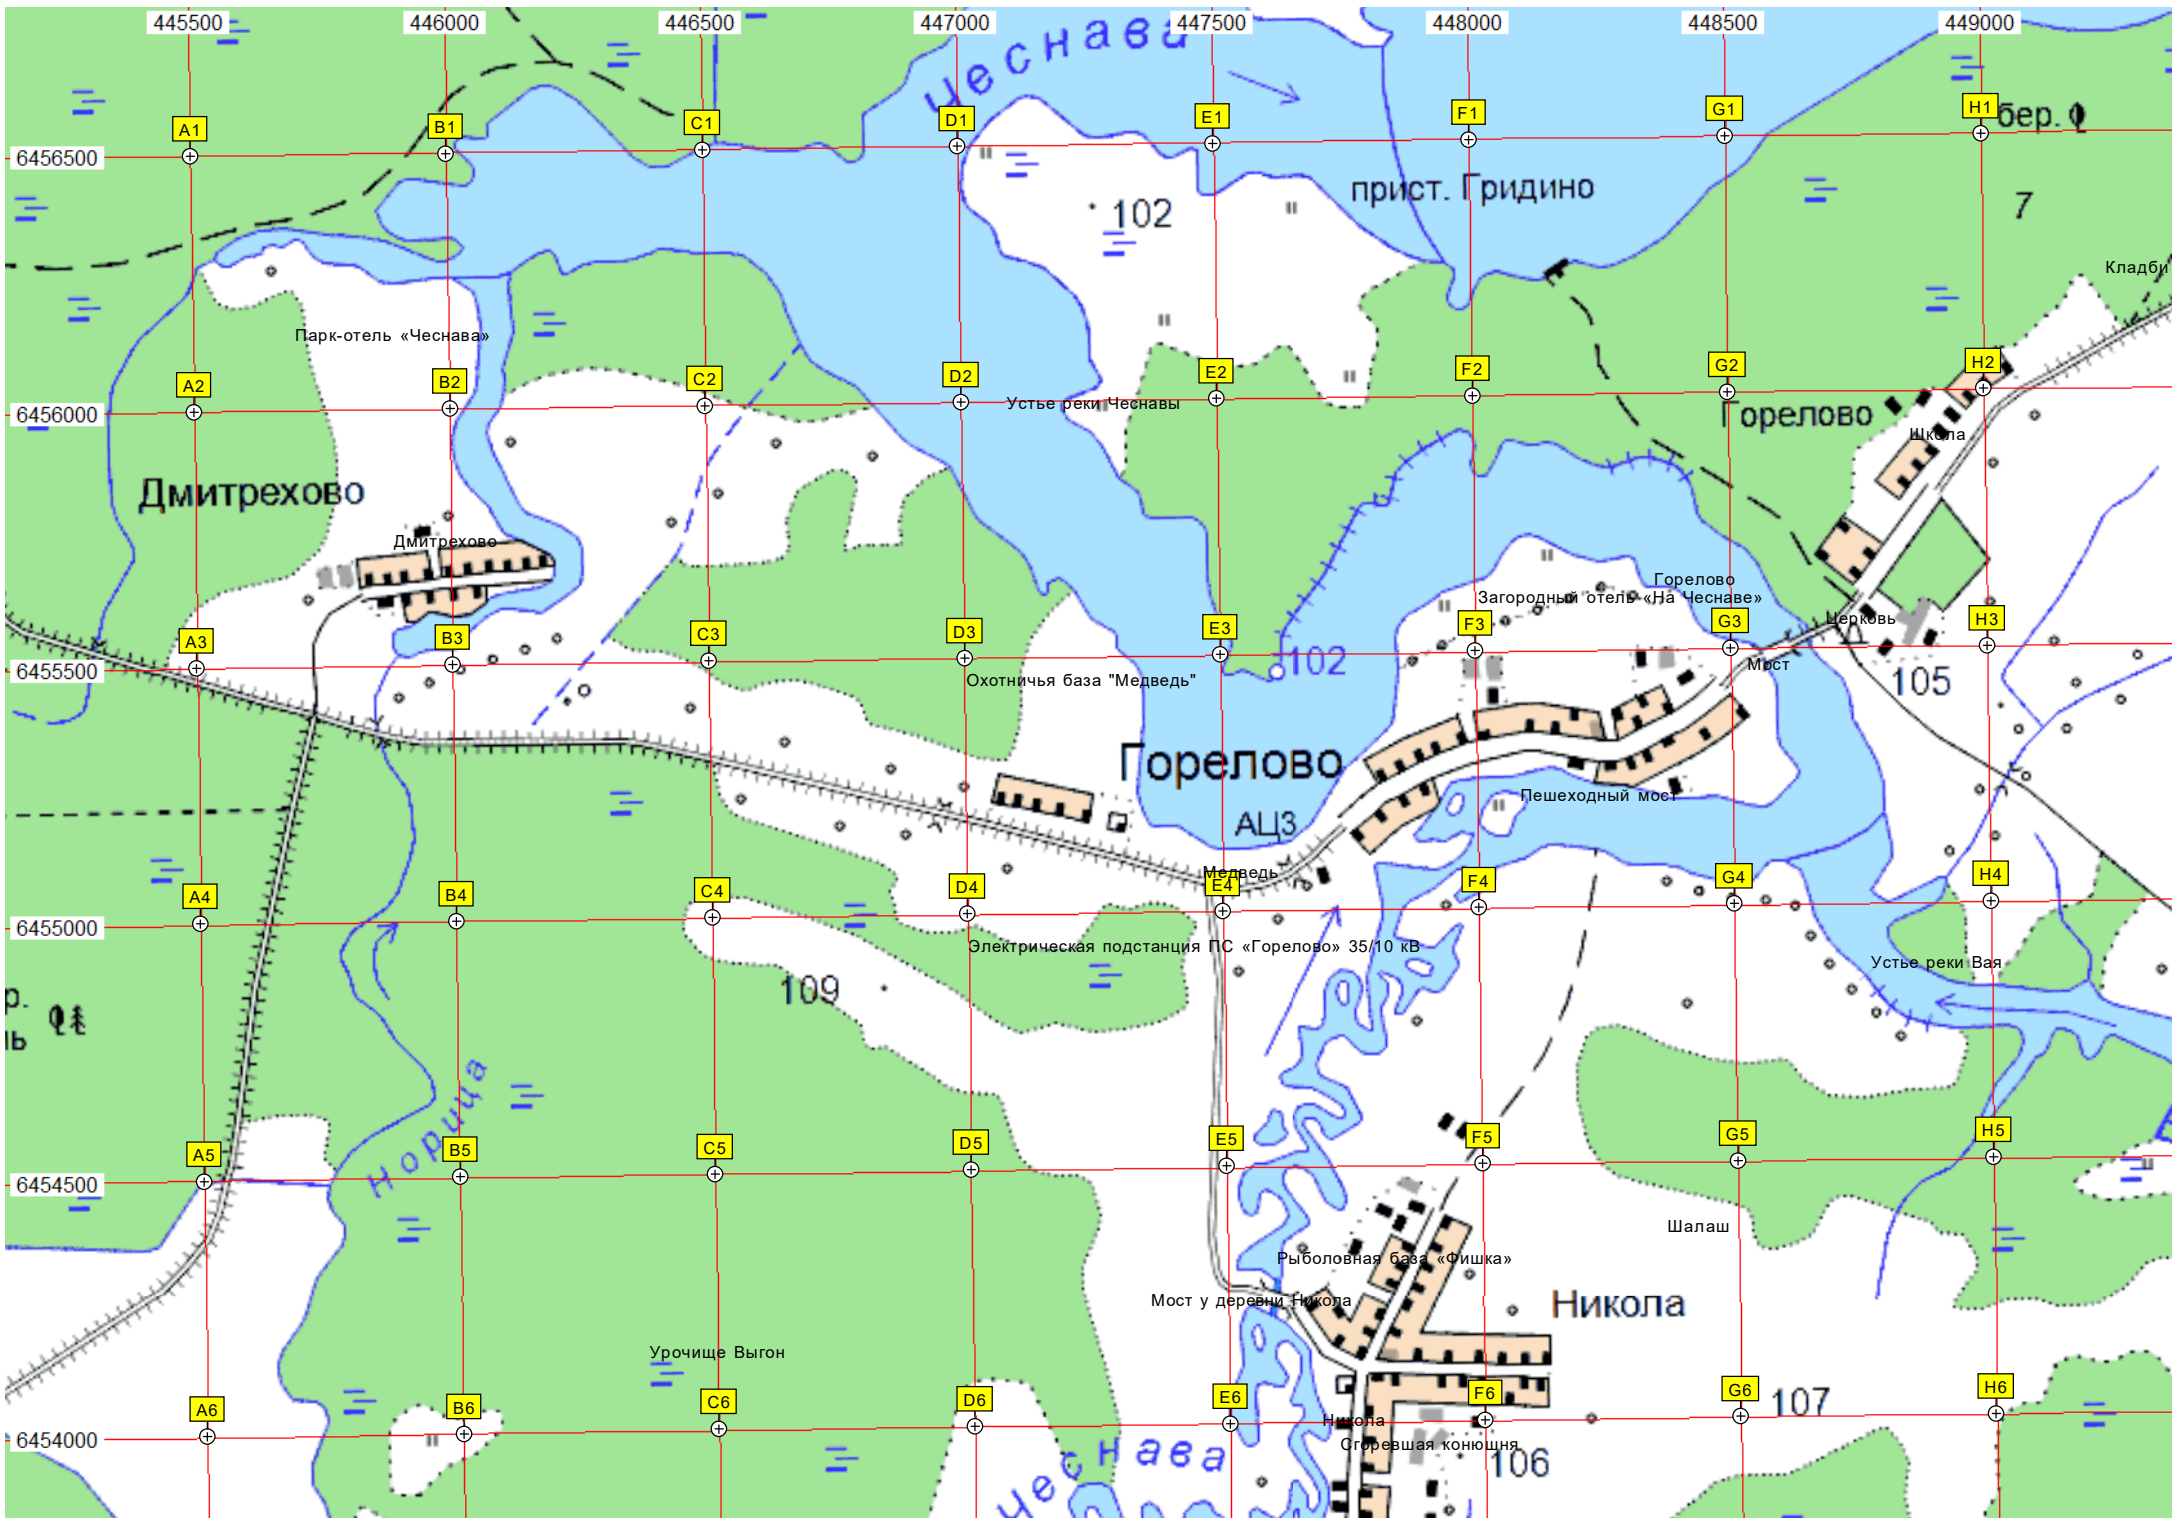 445500 446000 446500 447000 447500 448000 448500 449000
Чеснава
A1 B1 C1 D1 E1 F1 G1 H1
бер.
6456500
прист. Гридино
102
7
Кладби
Парк-отель «Чеснава»
A2 B2 C2 D2 E2 F2 G2 H2
6456000
Устье реки Чеснавы
Горелово
Школа
Дмитрехово
Дмитрехово
Горелово
Загородный отель «На Чеснаве»
Церковь
A3 B3 C3 D3 E3 F3 G3 H3
6455500
102
Мост
Охотничья база "Медведь"
105
Горелово
Пешеходный мост
АЦЗ
Медведь
A4 B4 C4 D4 E4 F4 G4 H4
6455000
Электрическая подстанция ПС «Горелово» 35/10 кВ
Устье реки Вая
109
р.
ль
Норица
A5 B5 C5 D5 E5 F5 G5 H5
6454500
Шалаш
Рыболовная база «Фишка»
Мост у деревни Никола
Никола
Урочище Выгон
A6 B6 C6 D6 E6 F6 G6 H6
107
Никола
6454000
Сгоревшая конюшня
106
Чеснава